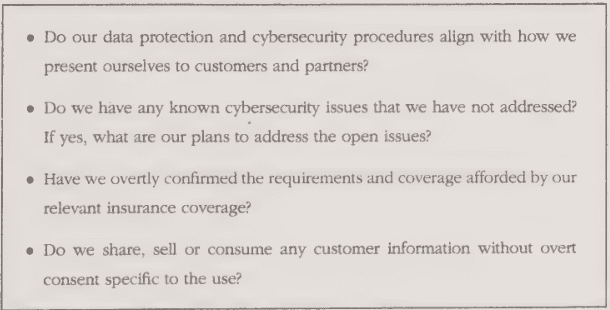 • Do our data protection and cybersecurity procedures align with how we
present ourselves to customers and partners?
• Do we have any known cybersecurity issues that we have not addressed?
If yes, what are our plans to address the open issues?
• Have we overtly confirmed the requirements and coverage afforded by our
relevant insurance coverage?
• Do we share, sell or consume any customer information without overt
consent specific to the use?